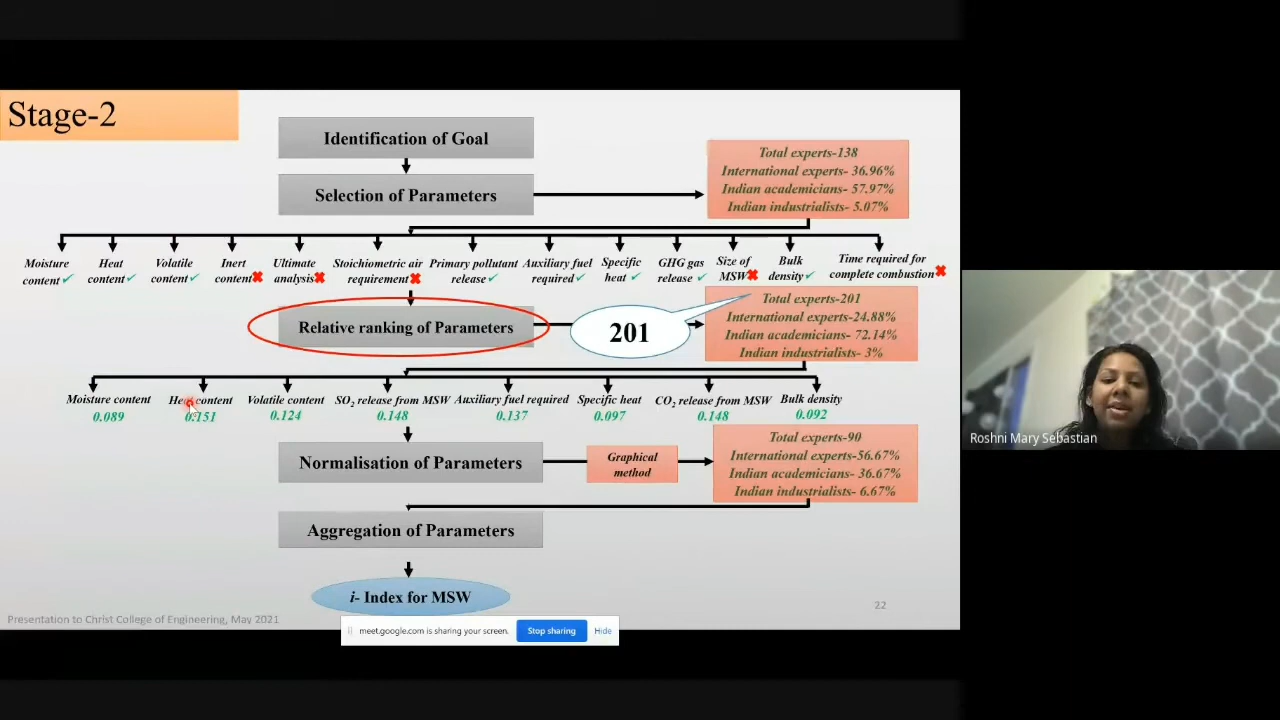 Stage-2
Identification of Goal
Selection of Parameters
Total experts-138
International experts- 36.96%
Indian academicians- 57.97%
Indian industrialists- 5.07%
Moisture
content
Heat
content
Volatile
content
Inert
content
Ultimate
analysis
Stoichiometric air
requirement
Primary pollutant
release
Auxiliary fuel
required
Specific
heat
GHG gas
release
Size of
MSW
Bulk
density
Time required for
complete combustion
Relative ranking of Parameters
201
Total experts-201
International experts-24.88%
Indian academicians- 72.14%
Indian industrialists- 3%
Moisture content
0.089
Heat content
0.151
Volatile content
0.124
SO2 release from MSW
0.148
Auxiliary fuel required
0.137
Specific heat
0.097
CO2 release from MSW
0.148
Bulk density
0.092
Normalisation of Parameters
Graphical
method
Total experts-90
International experts-56.67%
Indian academicians- 36.67%
Indian industrialists- 6.67%
Aggregation of Parameters
i- Index for MSW
Presentation to Christ College of Engineering, May 2021
22
meet.google.com is sharing your screen.
Stop sharing
Hide
Roshni Mary Sebastian